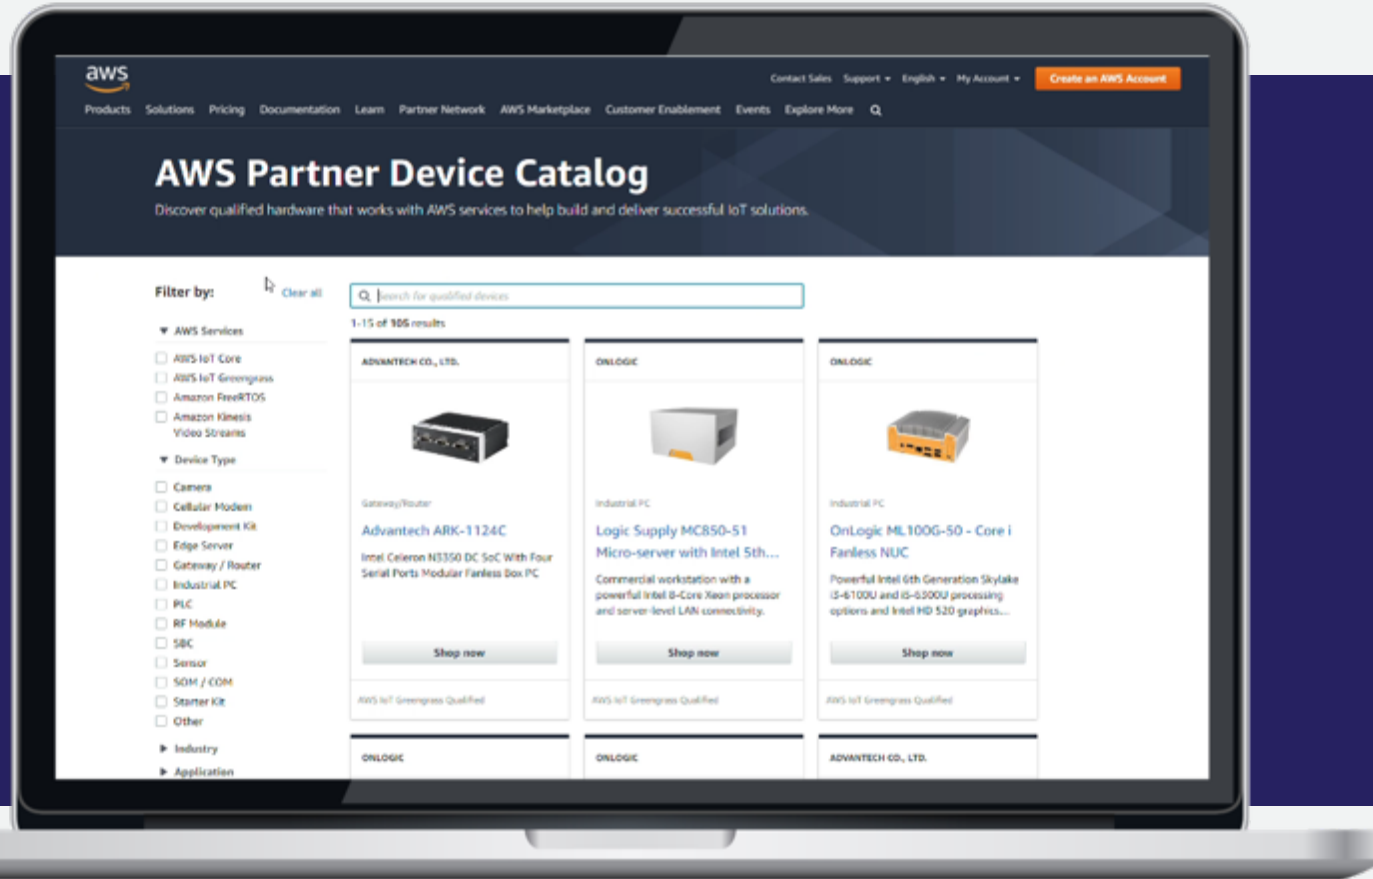 aws
Contact Sales Support English My Account Create an AWS Account
Products Solutions Pricing Documentation Learn Partner Network AWS Marketplace Customer Enablement Events Explore More
AWS Partner Device Catalog
Discover qualified hardware that works with AWS services to help build and deliver successful IoT solutions.
Filter by:
Clear all
AWS Services
AWS IoT Core
AWS IoT Greengrass
Amazon FreeRTOS
Amazon Kinesis
Video Streams
Device Type
Camera
Cellular Modem
Development Kit
Edge Server
Gateway / Router
Industrial PC
PLC
RF Module
SBC
Sensor
SOM / COM
Starter Kit
Other
Industry
Application
Search for qualified devices
1-15 of 105 results
ADVANTECH CO., LTD.
Gateway/Router
Advantech ARK-1124C
Intel Celeron N3350 DC SoC With Four
Serial Ports Modular Fanless Box PC
Shop now
AWS IoT Greengrass Qualified
ONLOGIC
Industrial PC
Logic Supply MC850-51
Micro-server with Intel 5th...
Commercial workstation with a
powerful Intel 8-Core Xeon processor
and server-level LAN connectivity.
Shop now
AWS IoT Greengrass Qualified
ONLOGIC
Industrial PC
OnLogic ML100G-50 - Core i
Fanless NUC
Powerful Intel 6th Generation Skylake
i3-6100U and i5-6300U processing
options and Intel HD 520 graphics...
Shop now
AWS IoT Greengrass Qualified
ONLOGIC
ONLOGIC
ADVANTECH CO., LTD.